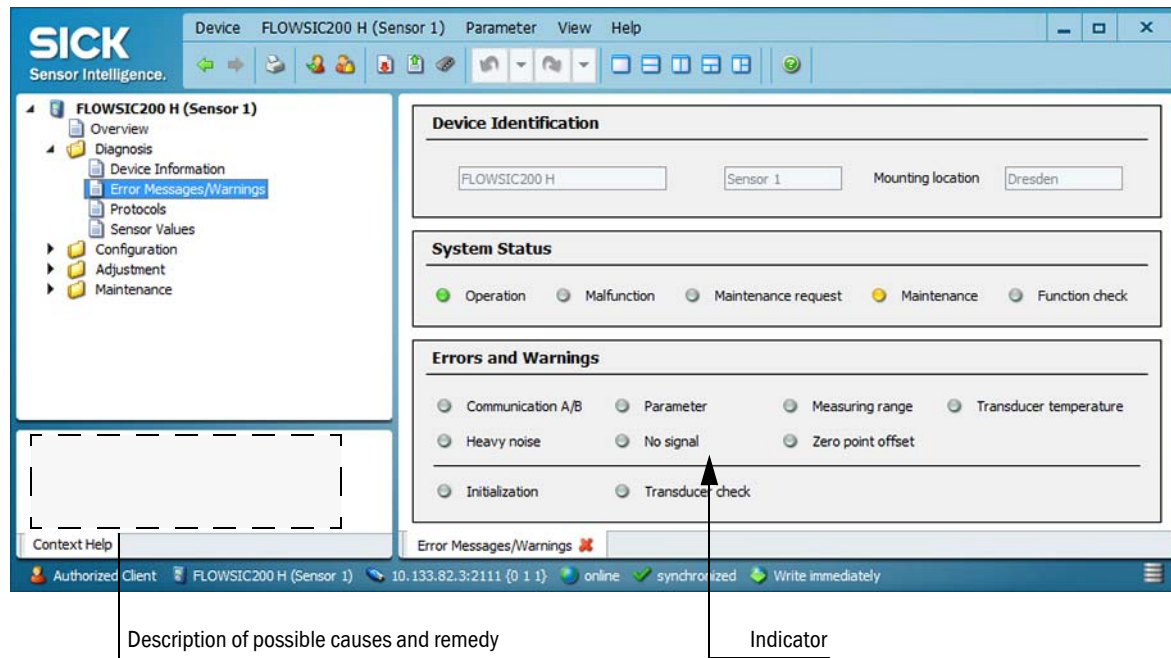 SICK
Sensor Intelligence.
Device FLOWSIC200 H (Sensor 1) Parameter View Help
FLOWSIC200 H (Sensor 1)
Overview
Diagnosis
Device Information
Error Messages/Warnings
Protocols
Sensor Values
Configuration
Adjustment
Maintenance
Context Help
Device Identification
FLOWSIC200 H Sensor 1 Mounting location Dresden
System Status
Operation Malfunction Maintenance request Maintenance Function check
Errors and Warnings
Communication A/B Parameter Measuring range Transducer temperature
Heavy noise No signal Zero point offset
Initialization Transducer check
Error Messages/Warnings
Authorized Client FLOWSIC200 H (Sensor 1) 10.133.82.3:2111 {0 1 1} online synchronized Write immediately
Description of possible causes and remedy Indicator